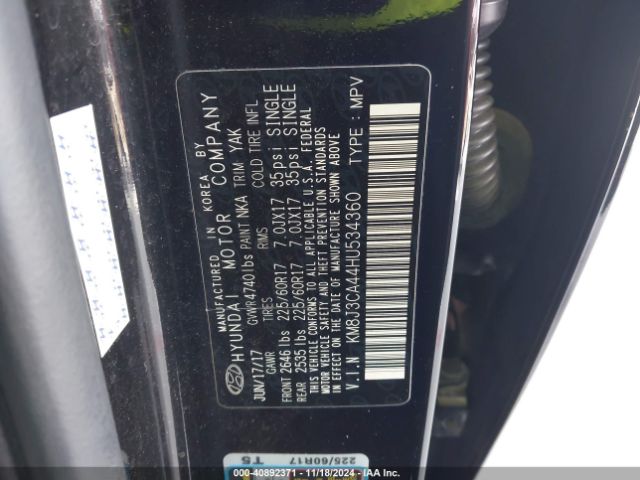 MANUFACTURED IN KOREA BY
HYUNDAI MOTOR COMPANY
JUN/17/17 GVWR 4740 lbs PAINT NKA TRIM YAK
GAWR TIRES RIMS COLD TIRE INFL
FRONT 2646 lbs 225/60R17 7.0JX17 35psi SINGLE
REAR 2535 lbs 225/60R17 7.0JX17 35psi SINGLE
THIS VEHICLE CONFORMS TO ALL APPLICABLE U.S.A. FEDERAL
MOTOR VEHICLE SAFETY AND THEFT PREVENTION STANDARDS
IN EFFECT ON THE DATE OF MANUFACTURE SHOWN ABOVE
V.I.N KM8J3CA44HU534360 TYPE : MPV
225/60R17
T5
000-40892371 - 11/18/2024 - IAA, Inc.